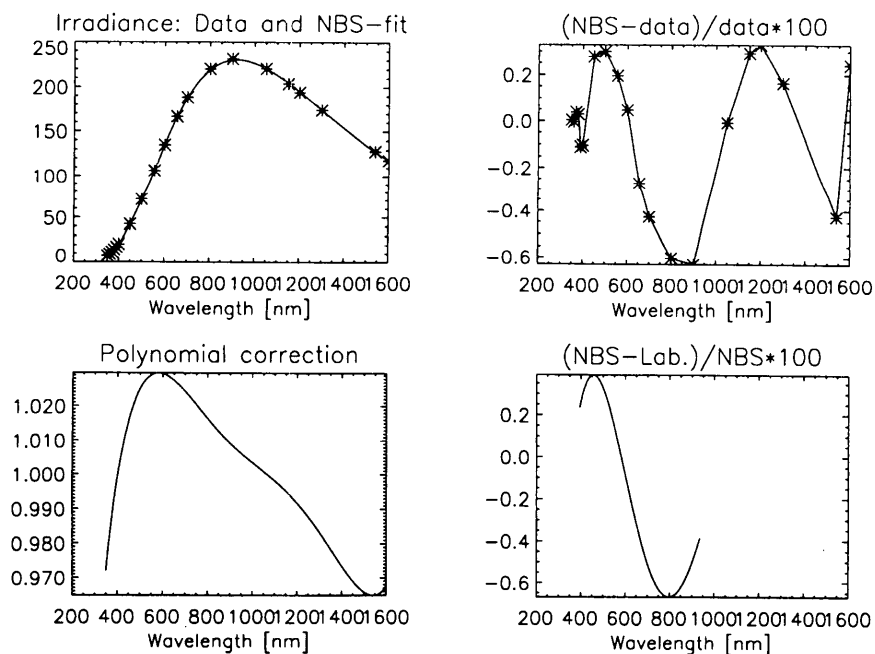 Irradiance: Data and NBS-fit
250
200
150
100
50
0
200 400 600 800 1000 1200 1400 1600
Wavelength [nm]
(NBS-data)/data*100
0.2
0.0
-0.2
-0.4
-0.6
200 400 600 800 1000 1200 1400 1600
Wavelength [nm]
Polynomial correction
1.020
1.010
1.000
0.990
0.980
0.970
200 400 600 800 1000 1200 1400 1600
Wavelength [nm]
(NBS-Lab.)/NBS*100
0.2
0.0
-0.2
-0.4
-0.6
200 400 600 800 1000 1200 1400 1600
Wavelength [nm]